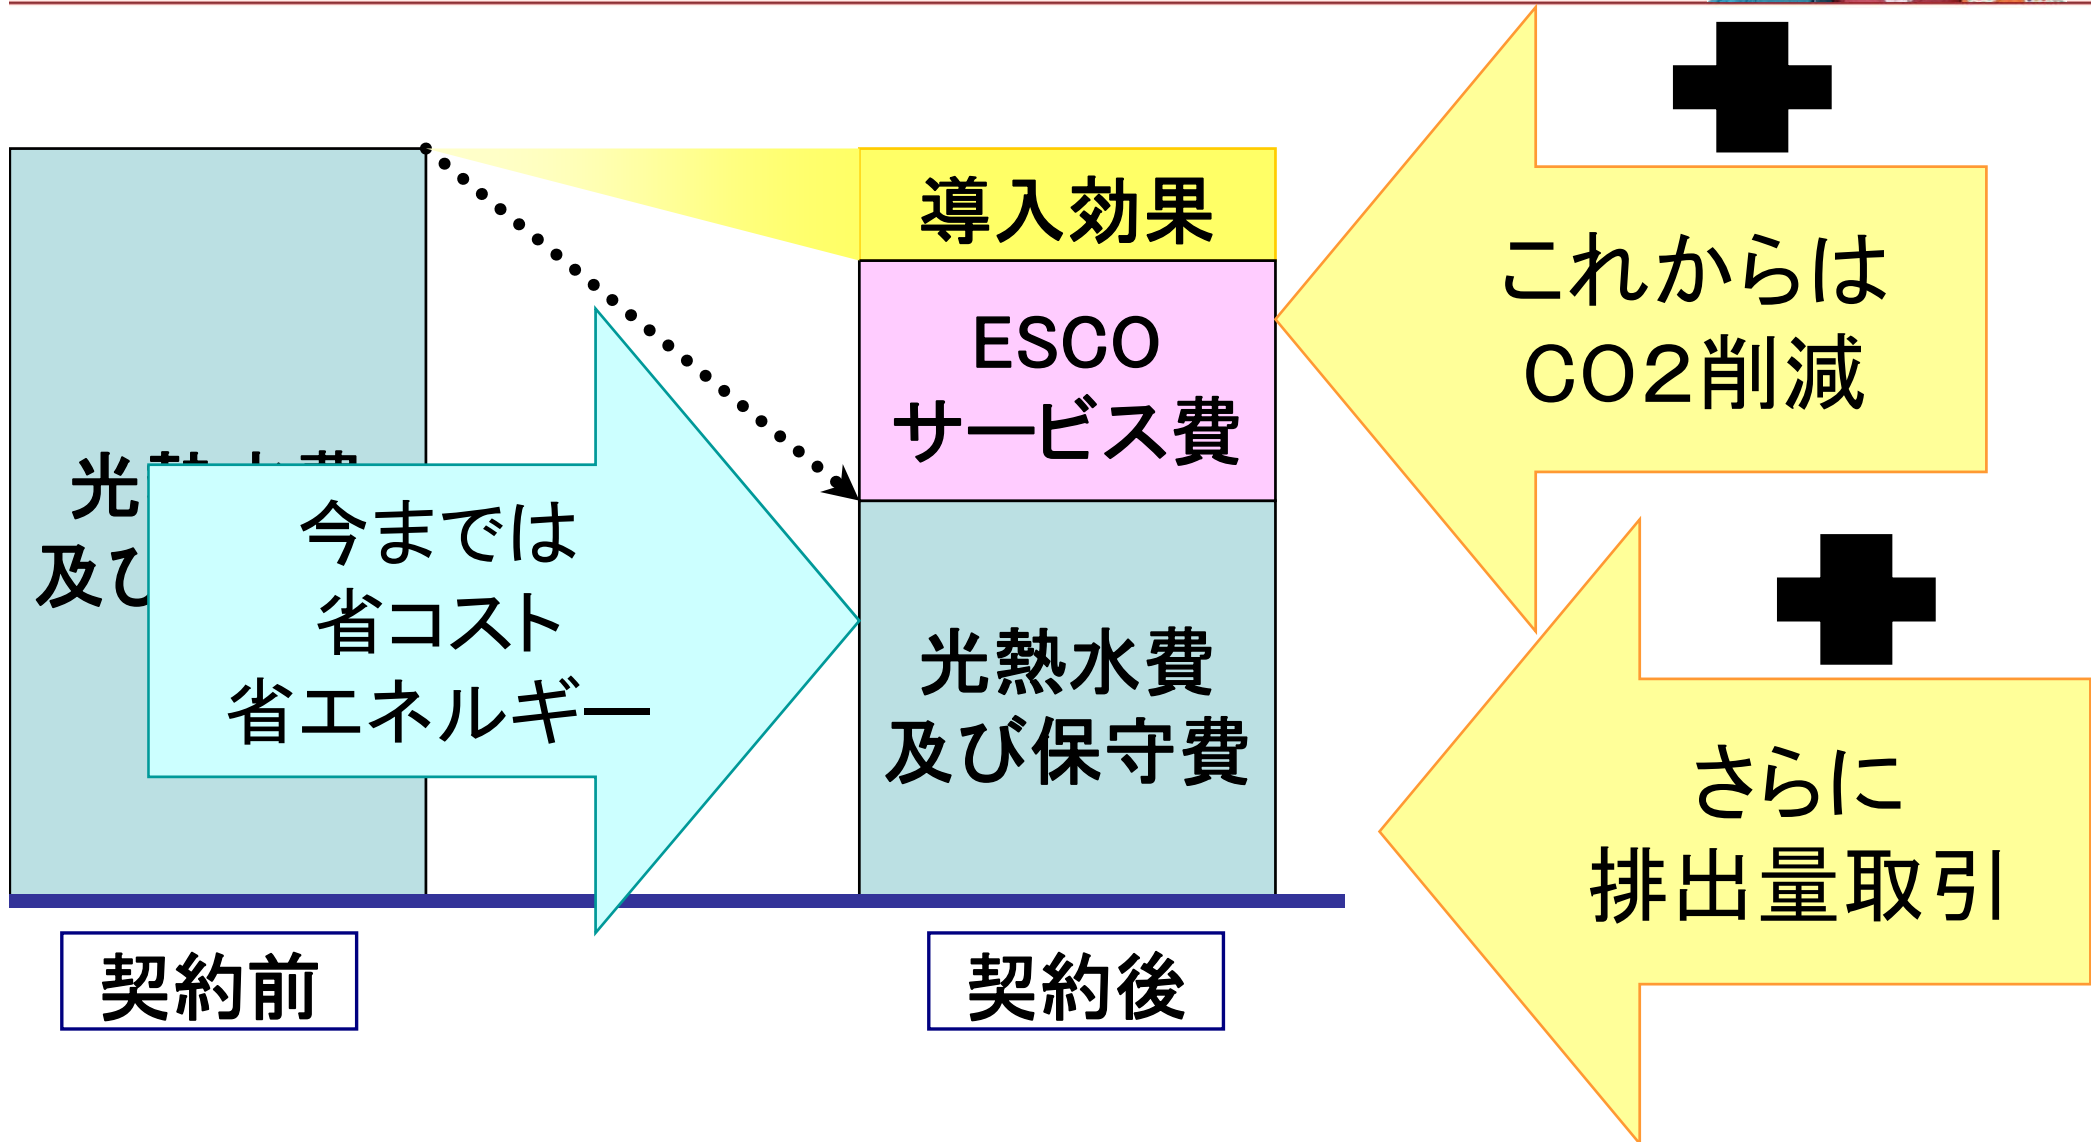 光
及び
契約前
今までは
省コスト
省エネルギー
導入効果
ESCO
サービス費
光熱水費
及び保守費
契約後
これからは
CO2削減
さらに
排出量取引